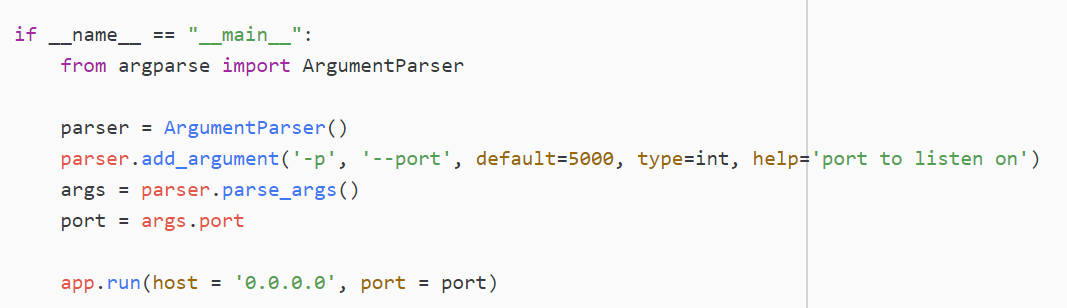 if __name__ == "__main__":
    from argparse import ArgumentParser

    parser = ArgumentParser()
    parser.add_argument('-p', '--port', default=5000, type=int, help='port to listen on')
    args = parser.parse_args()
    port = args.port

    app.run(host = '0.0.0.0', port = port)